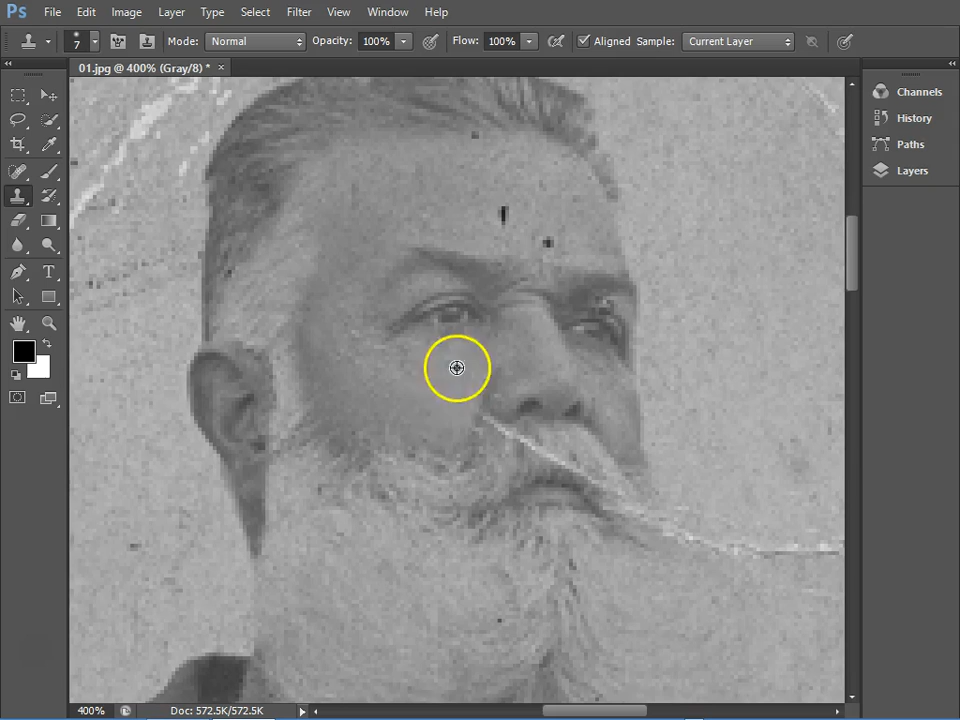 Ps File Edit Image Layer Type Select Filter View Window Help
7 Mode: Normal Opacity: 100% Flow: 100% Aligned Sample: Current Layer
01.jpg @ 400% (Gray/8) * ×
Channels
History
Paths
Layers
T
400% Doc: 572.5K/572.5K